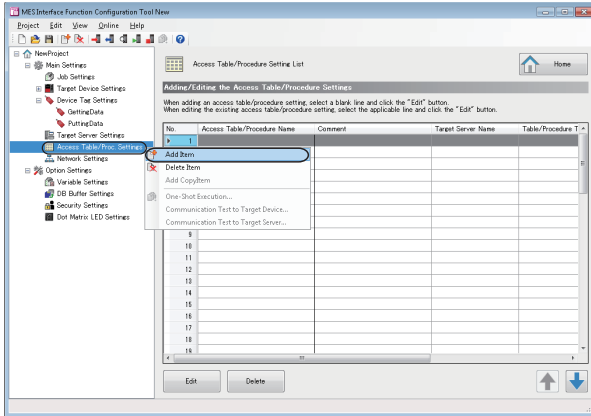 MES Interface Function Configuration Tool New
Project Edit View Online Help
NewProject
Main Settings
Job Settings
Target Device Settings
Device Tag Settings
GettingData
PuttingData
Target Server Settings
Access Table/Proc. Settings
Network Settings
Option Settings
Variable Settings
DB Buffer Settings
Security Settings
Dot Matrix LED Settings
Access Table/Procedure Setting List
Home
Adding/Editing the Access Table/Procedure Settings
When adding an access table/procedure setting, select a blank line and click the "Edit" button.
When editing the existing access table/procedure setting, select the applicable line and click the "Edit" button.
No. Access Table/Procedure Name Comment Target Server Name Table/Procedure T
1
Add Item
Delete Item
Add CopyItem
One-Shot Execution...
Communication Test to Target Device...
Communication Test to Target Server...
9
10
11
12
13
14
15
16
17
18
19
Edit Delete